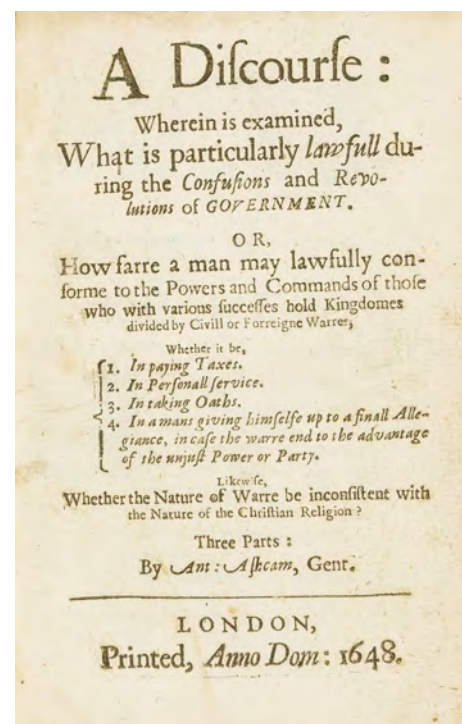 A Diſcourſe :
Wherein is examined,
What is particularly lawfull du-
ring the Confuſions and Revo-
lutions of GOVERNMENT.
OR,
How farre a man may lawfully con-
forme to the Powers and Commands of thoſe
who with various ſucceſſes hold Kingdomes
divided by Civill or Forreigne Warres,
Whether it be,
1. In paying Taxes.
2. In Perſonall ſervice.
3. In taking Oaths.
4. In a mans giving himſelfe up to a finall Alle-
giance, in caſe the warre end to the advantage
of the unjuſt Power or Party.
Likewiſe,
Whether the Nature of Warre be inconſiſtent with
the Nature of the Chriſtian Religion ?
Three Parts :
By Ant : Aſkcam, Gent.
LONDON,
Printed, Anno Dom : 1648.